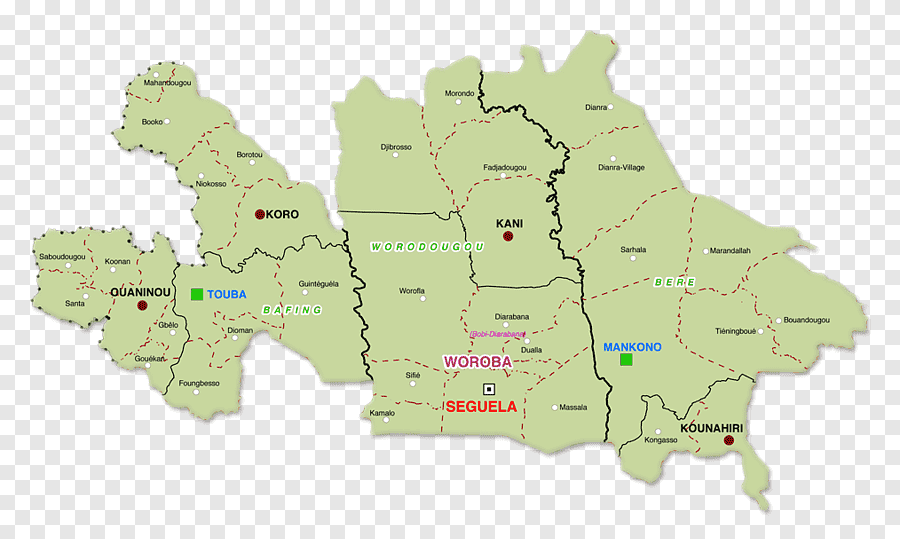 Mahandougou
Booko
Borotou
Niokosso
KORO
Morondo
Djibrosso
Fadjadougou
KANI
Dianra
Dianra-Village
WORODOUGOU
Sarhala
Marandallah
BERE
Saboudougou
Koonan
Santa
OUANINOU
TOUBA
Guintéguéla
BAFING
Gbélo
Dioman
Gouékan
Foungbesso
Worofla
Diarabana
(Bobi-Diarabana)
Dualla
WOROBA
Sifié
SEGUELA
Kamalo
Massala
Bouandougou
Tiéningboué
MANKONO
KOUNAHIRI
Kongasso